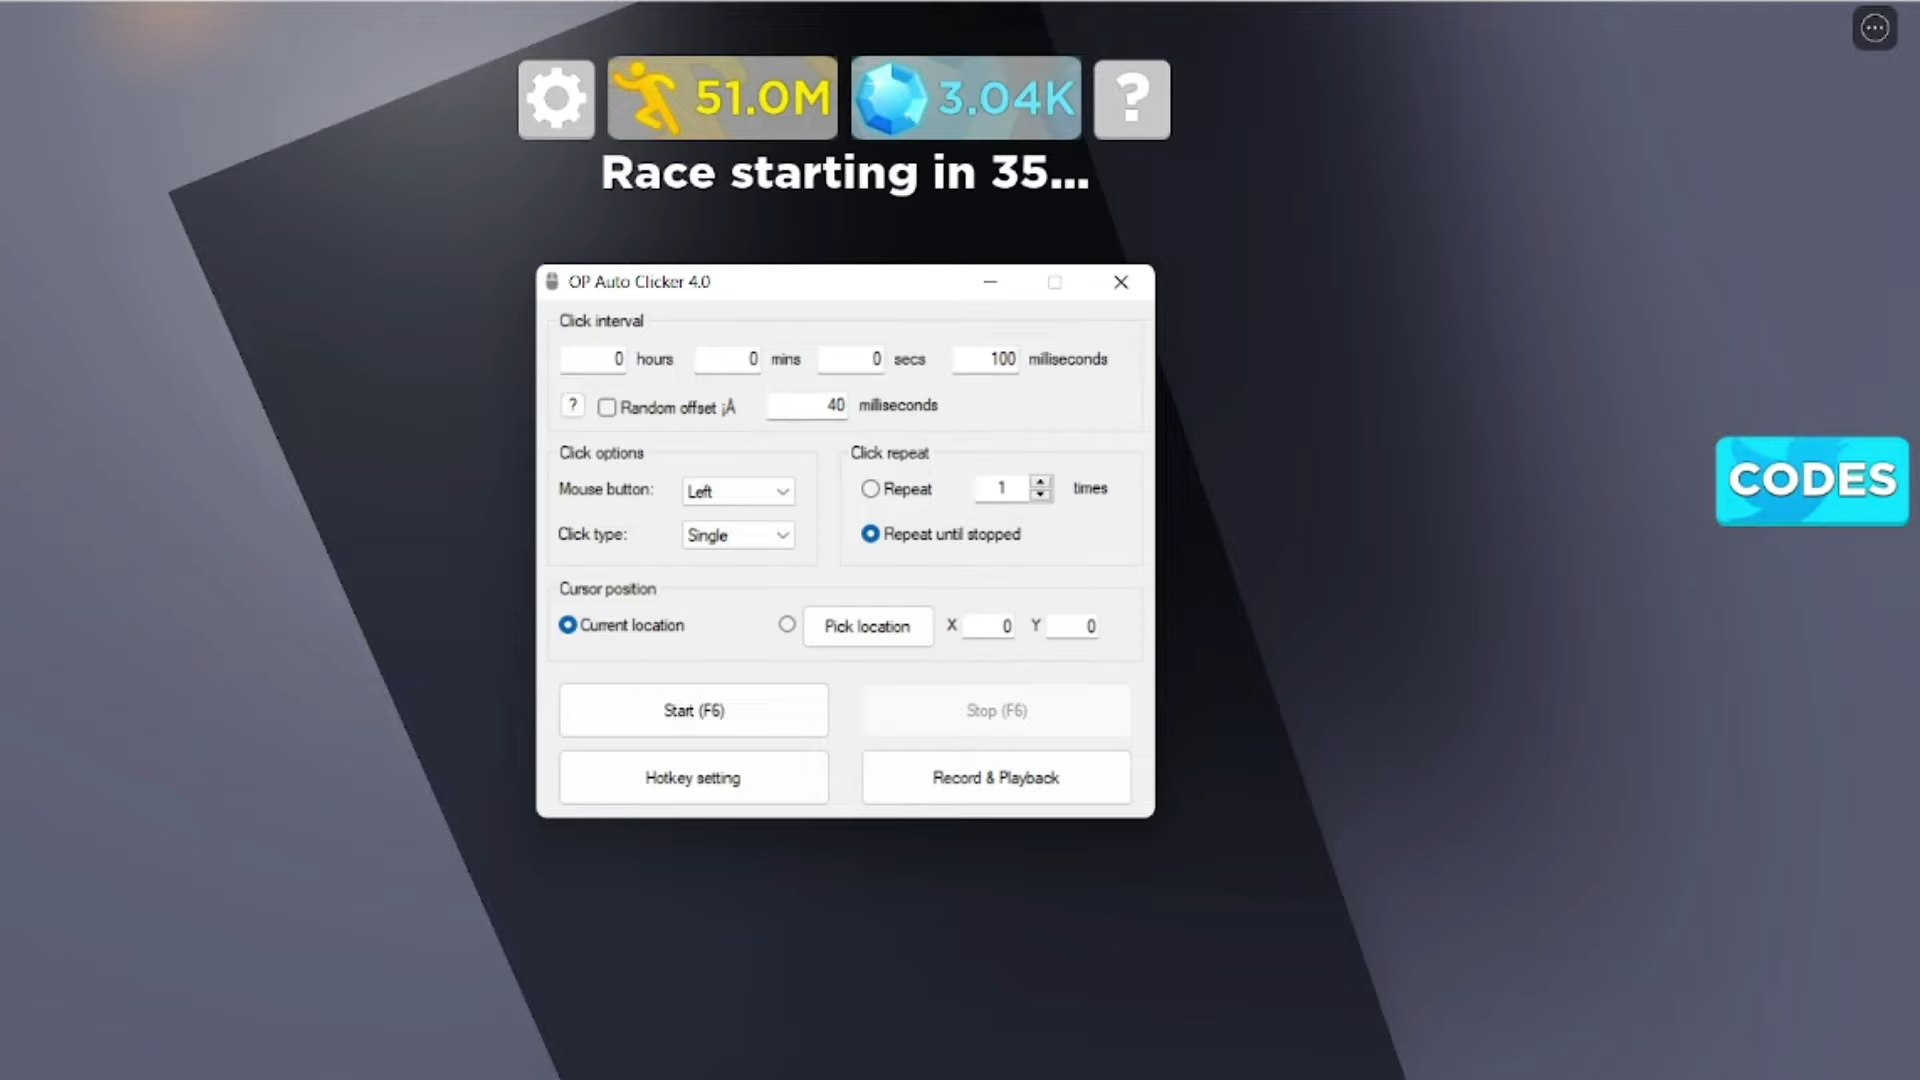 51.0M
3.04K
?
Race starting in 35...
OP Auto Clicker 4.0
Click interval
0 hours 0 mins 0 secs 100 milliseconds
? Random offset ¡À 40 milliseconds
Click options
Click repeat
Mouse button: Left
Repeat 1 times
Click type: Single
Repeat until stopped
CODES
Cursor position
Current location Pick location X 0 Y 0
Start (F6)
Stop (F6)
Hotkey setting
Record & Playback